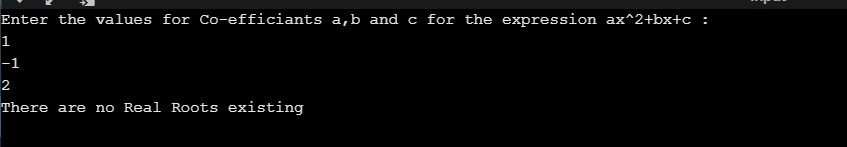 Enter the values for Co-efficiants a,b and c for the expression ax^2+bx+c :
1
-1
2
There are no Real Roots existing